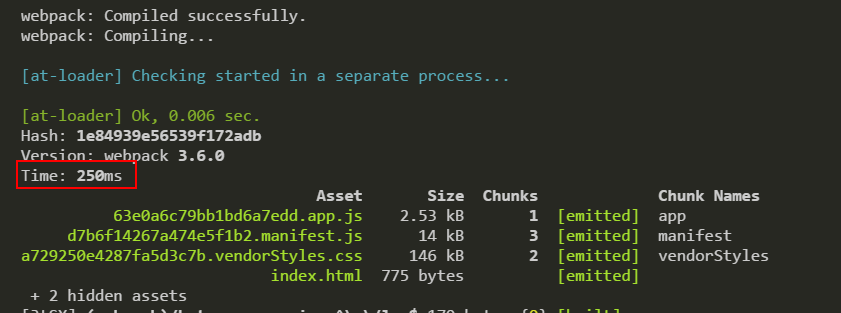 webpack: Compiled successfully.
webpack: Compiling...
[at-loader] Checking started in a separate process...
[at-loader] Ok, 0.006 sec.
Hash: 1e84939e56539f172adb
Version: webpack 3.6.0
Time: 250ms
Asset Size Chunks Chunk Names
63e0a6c79bb1bd6a7edd.app.js 2.53 kB 1 [emitted] app
d7b6f14267a474e5f1b2.manifest.js 14 kB 3 [emitted] manifest
a729250e4287fa5d3c7b.vendorStyles.css 146 kB 2 [emitted] vendorStyles
index.html 775 bytes [emitted]
+ 2 hidden assets